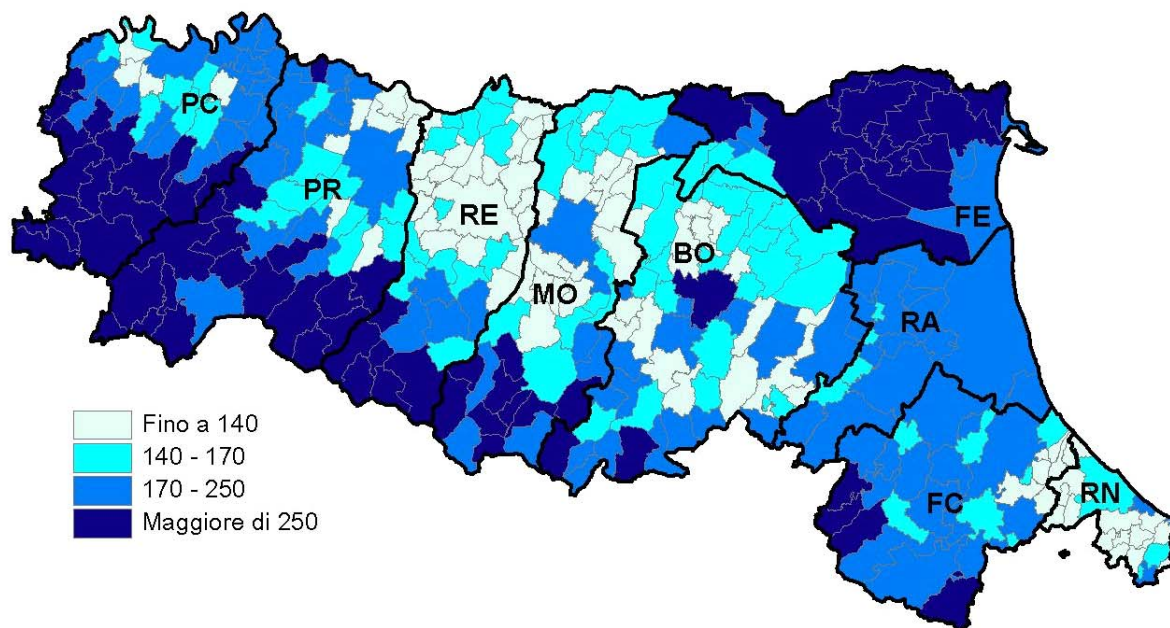 PC
PR
RE
MO
BO
FE
RA
FC
RN
Fino a 140
140 - 170
170 - 250
Maggiore di 250